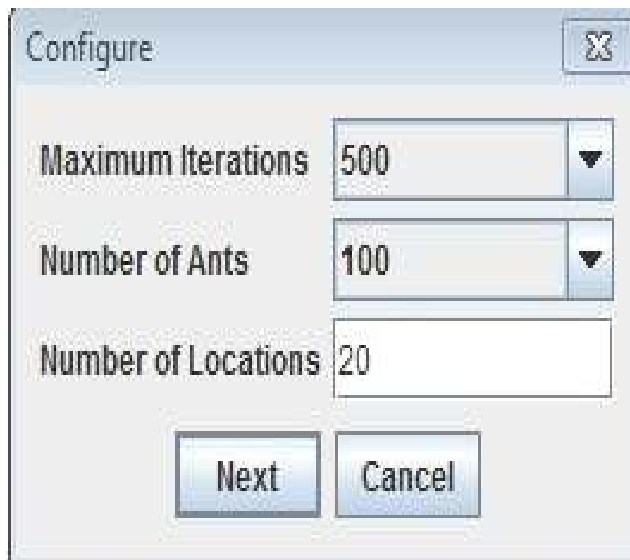 Configure
Maximum Iterations 500
Number of Ants 100
Number of Locations 20
Next Cancel